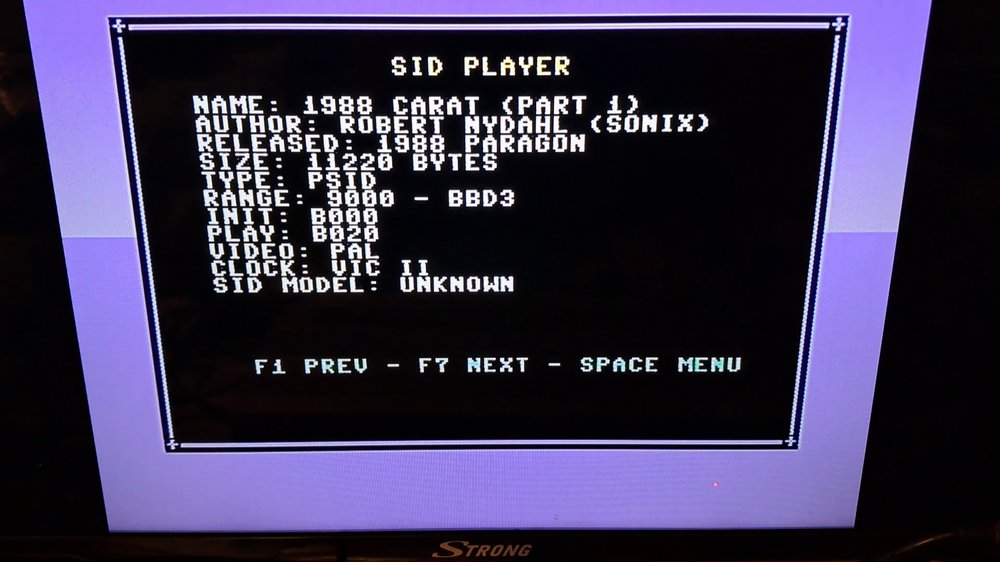 SID PLAYER
NAME: 1988 CARAT (PART 1)
AUTHOR: ROBERT NYDAHL (SONIX)
RELEASED: 1988 PARAGON
SIZE: 11220 BYTES
TYPE: PSID
RANGE: 9000 - BBD3
INIT: B000
PLAY: B020
VIDEO: PAL
CLOCK: VIC II
SID MODEL: UNKNOWN
F1 PREV - F7 NEXT - SPACE MENU
STRONG